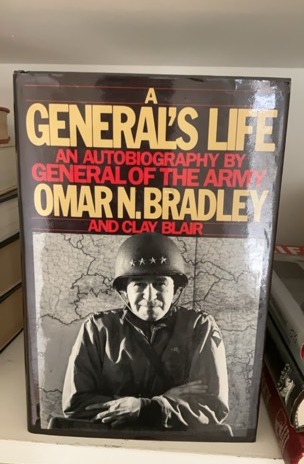 A
GENERAL'S LIFE
AN AUTOBIOGRAPHY BY
GENERAL OF THE ARMY
OMAR N. BRADLEY
AND CLAY BLAIR